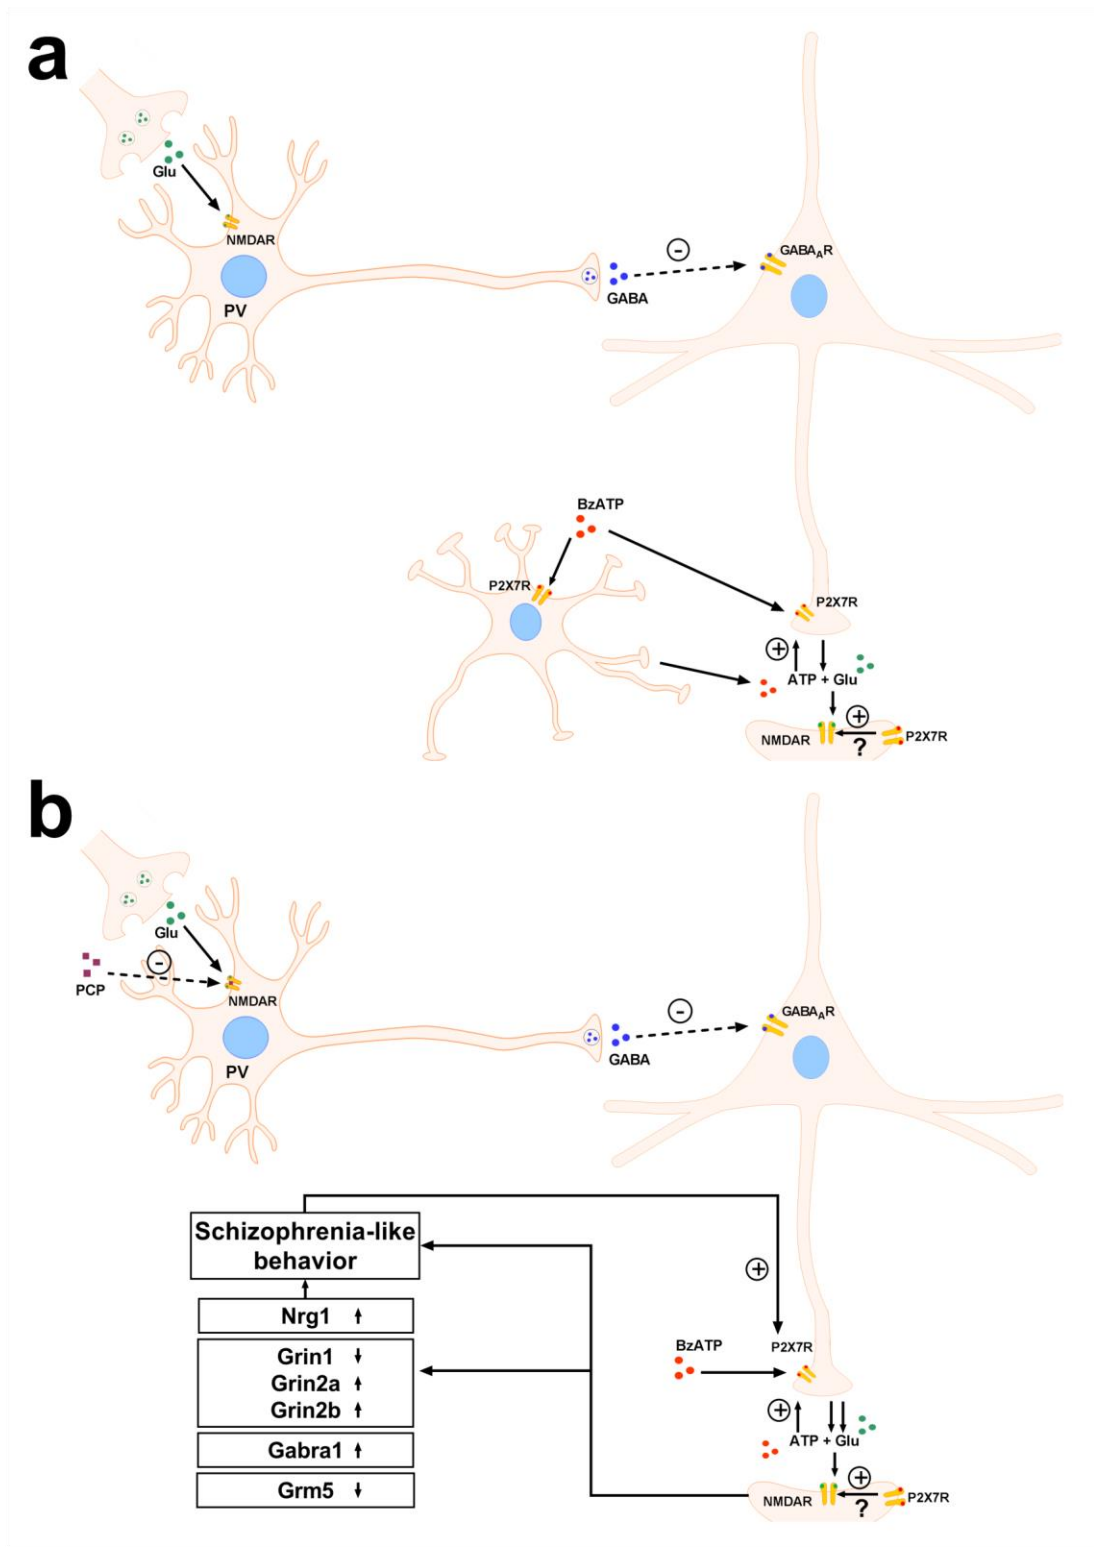 a
Glu
NMDAR
PV
-
GABA
GABAAR
BzATP
P2X7R
P2X7R
+
ATP + Glu
NMDAR
+
?
P2X7R
b
Glu
PCP
-
NMDAR
PV
-
GABA
GABAAR
Schizophrenia-like
behavior
Nrg1 ↑
Grin1 ↓
Grin2a ↑
Grin2b ↑
Gabra1 ↑
Grm5 ↓
+
BzATP
P2X7R
+
ATP + Glu
NMDAR
+
?
P2X7R